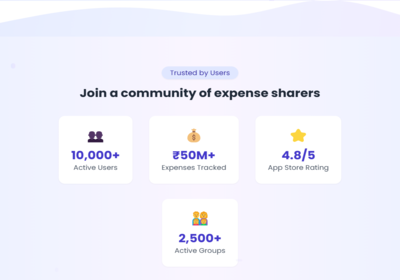 Trusted by Users
Join a community of expense sharers
10,000+
Active Users
₹50M+
Expenses Tracked
4.8/5
App Store Rating
2,500+
Active Groups